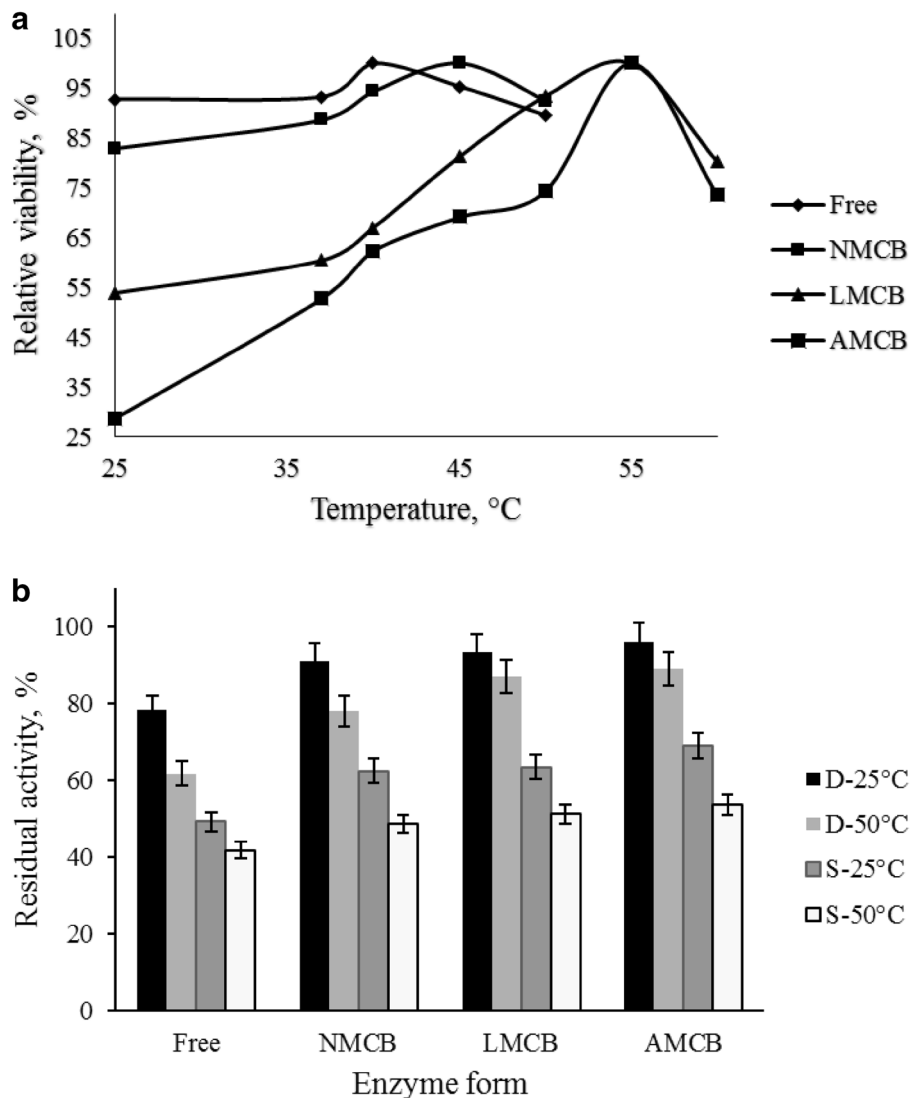 a
105
95
85
75
65
55
45
35
25
Relative viability, %
25 35 45 55
Temperature, °C
Free
NMCB
LMCB
AMCB
b
100
80
60
40
20
0
Residual activity, %
Free NMCB LMCB AMCB
Enzyme form
D-25°C
D-50°C
S-25°C
S-50°C